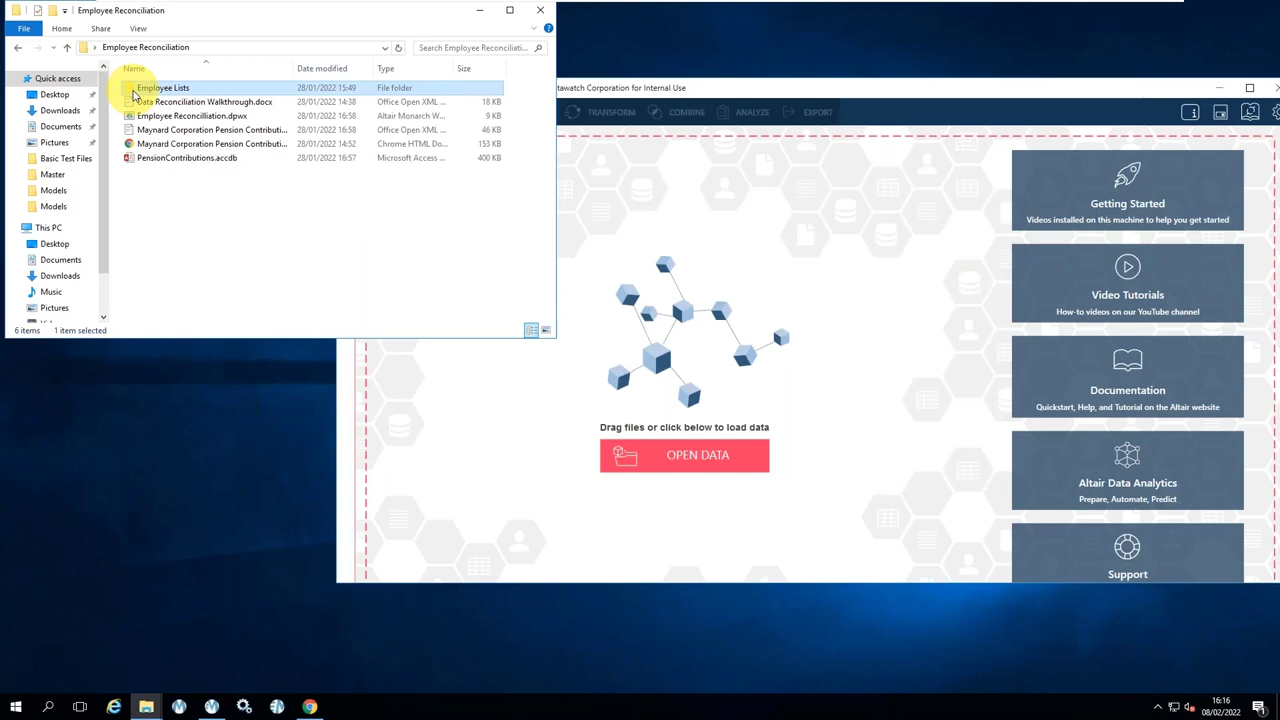 Employee Reconciliation
File Home Share View
Employee Reconciliation
Search Employee Reconciliati...
Name Date modified Type Size
Quick access
Desktop
Downloads
Documents
Pictures
Basic Test Files
Master
Models
Models
This PC
Desktop
Documents
Downloads
Music
Pictures
Employee Lists 28/01/2022 15:49 File folder
Data Reconciliation Walkthrough.docx 28/01/2022 14:38 Office Open XML ... 18 KB
Employee Reconcilliation.dpwx 28/01/2022 16:5 Altair Monarch W... 9 KB
Maynard Corporation Pension Contributi... 28/01/2022 16:38 Office Open XML ... 46 KB
Maynard Corporation Pension Contributi... 28/01/2022 14:52 Chrome HTML Do... 153 KB
PensionContributions.accdb 28/01/2022 16:57 Microsoft Access ... 400 KB
6 items 1 item selected
atawatch Corporation for Internal Use
TRANSFORM COMBINE ANALYZE EXPORT
Drag files or click below to load data
OPEN DATA
Getting Started
Videos installed on this machine to help you get started
Video Tutorials
How-to videos on our YouTube channel
Documentation
Quickstart, Help, and Tutorial on the Altair website
Altair Data Analytics
Prepare, Automate, Predict
Support
16:16
08/02/2022
1